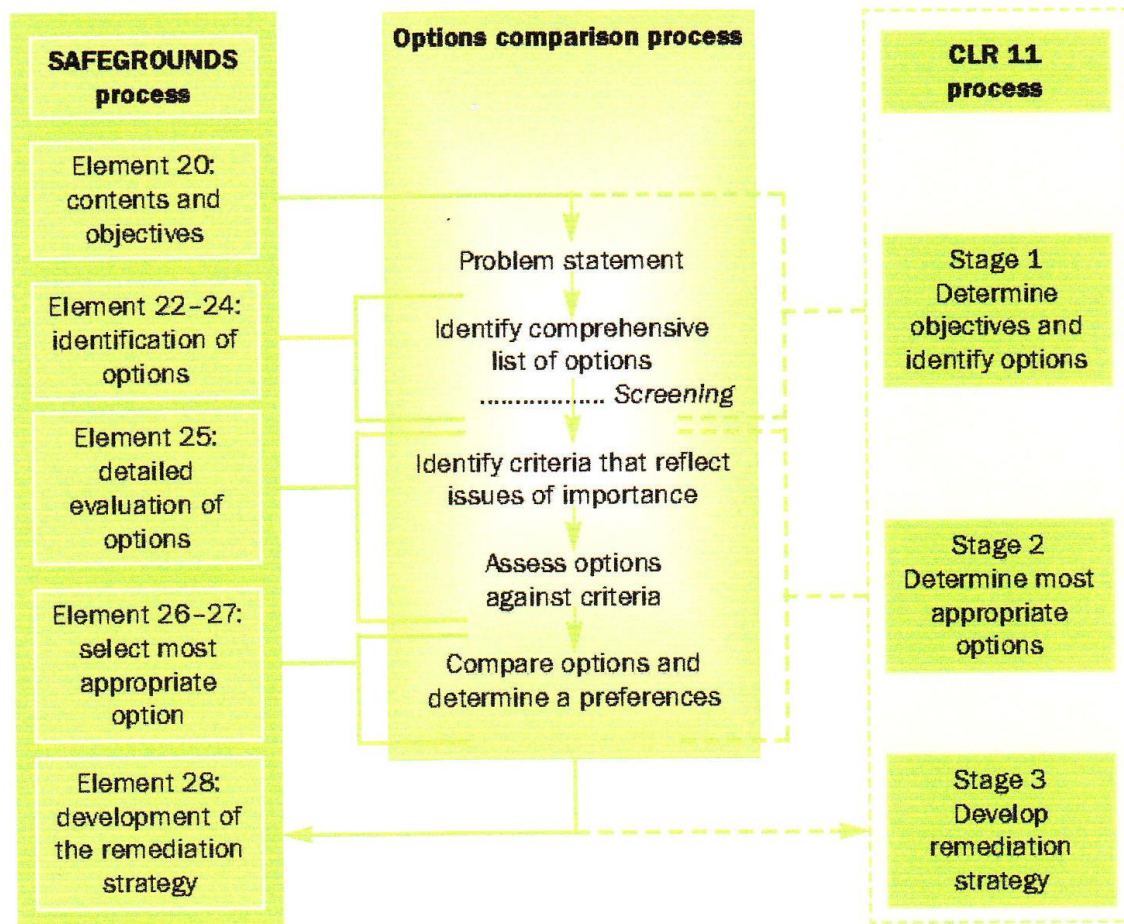 SAFEGROUNDS
process
Element 20:
contents and
objectives
Element 22–24:
identification of
options
Element 25:
detailed
evaluation of
options
Element 26–27:
select most
appropriate
option
Element 28:
development of
the remediation
strategy
Options comparison process
Problem statement
Identify comprehensive
list of options
.................. Screening
Identify criteria that reflect
issues of importance
Assess options
against criteria
Compare options and
determine a preferences
CLR 11
process
Stage 1
Determine
objectives and
identify options
Stage 2
Determine most
appropriate
options
Stage 3
Develop
remediation
strategy